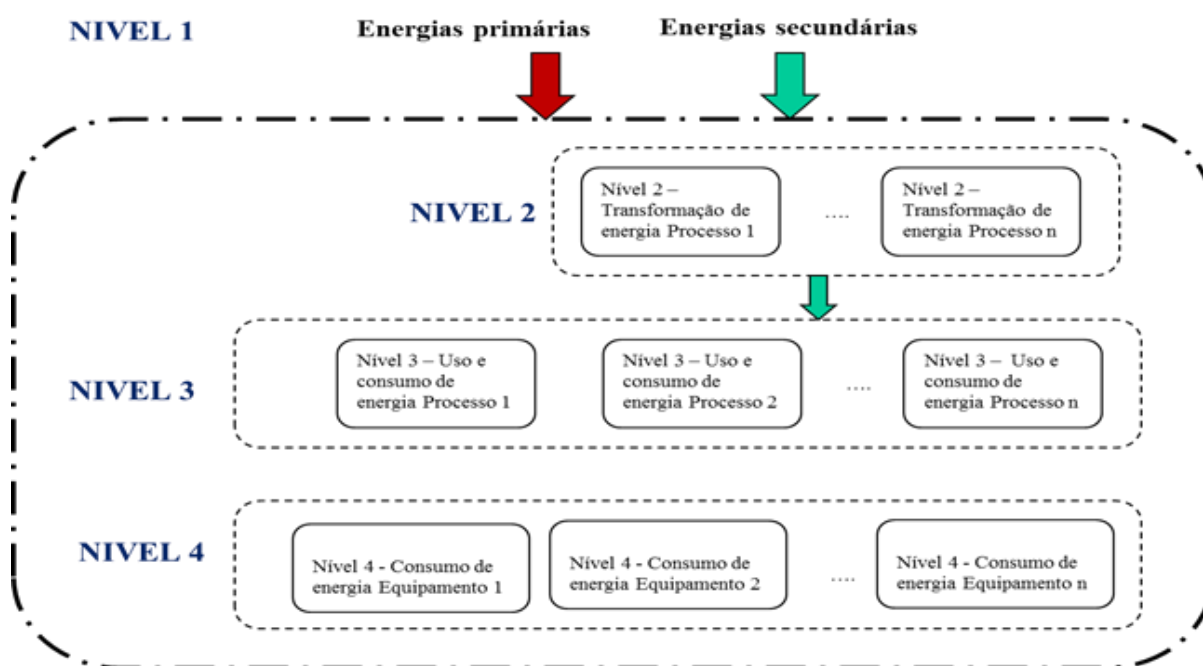 NIVEL 1
Energias primárias
Energias secundárias
NIVEL 2
Nível 2 –
Transformação de
energia Processo 1
....
Nível 2 –
Transformação de
energia Processo n
NIVEL 3
Nível 3 – Uso e
consumo de
energia Processo 1
Nível 3 – Uso e
consumo de
energia Processo 2
....
Nível 3 – Uso e
consumo de
energia Processo n
NIVEL 4
Nível 4 - Consumo de
energia Equipamento 1
Nível 4 - Consumo de
energia Equipamento 2
....
Nível 4 - Consumo de
energia Equipamento n